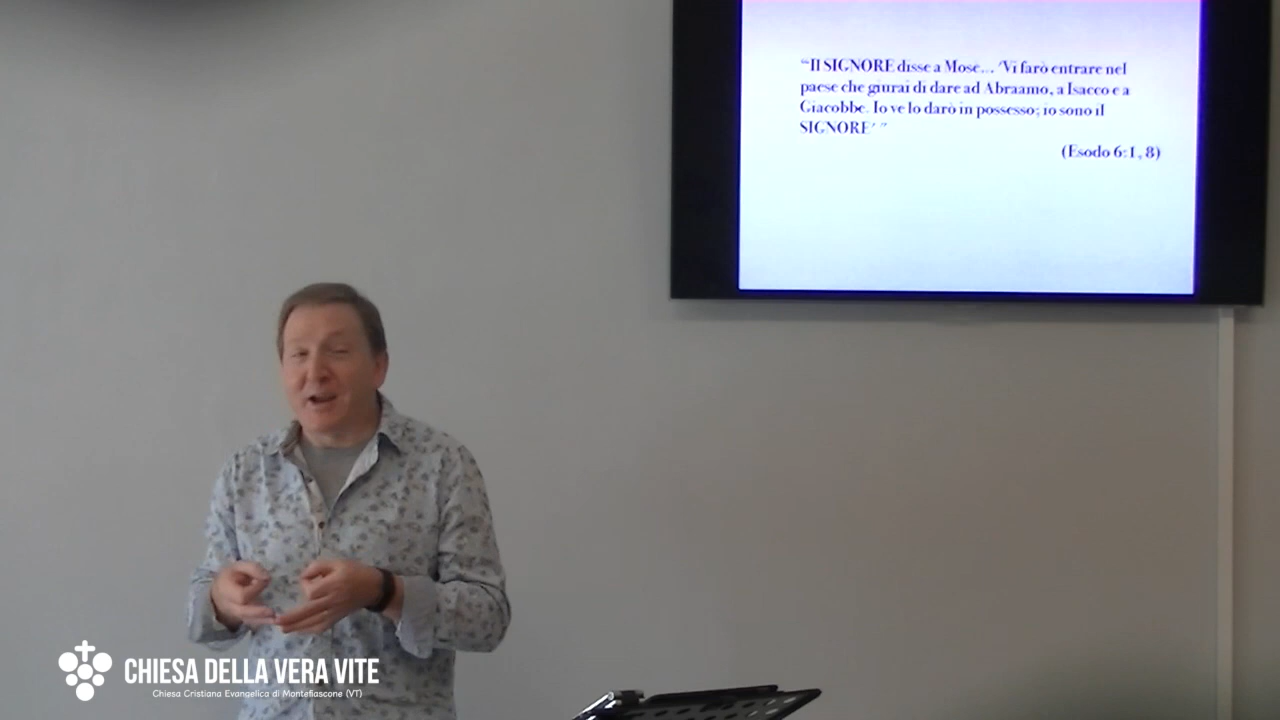 “Il SIGNORE disse a Mosè... ‘Vi farò entrare nel
paese che giurai di dare ad Abraamo, a Isacco e a
Giacobbe. Io ve lo darò in possesso; io sono il
SIGNORE’ ”
(Esodo 6:1, 8)
CHIESA DELLA VERA VITE
Chiesa Cristiana Evangelica di Montefiascone (VT)